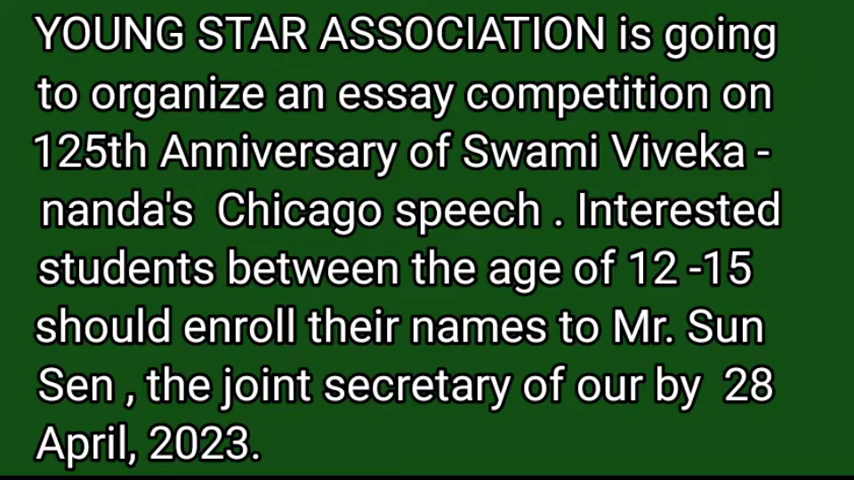 YOUNG STAR ASSOCIATION is going
to organize an essay competition on
125th Anniversary of Swami Viveka -
nanda's Chicago speech . Interested
students between the age of 12 -15
should enroll their names to Mr. Sun
Sen , the joint secretary of our by 28
April, 2023.